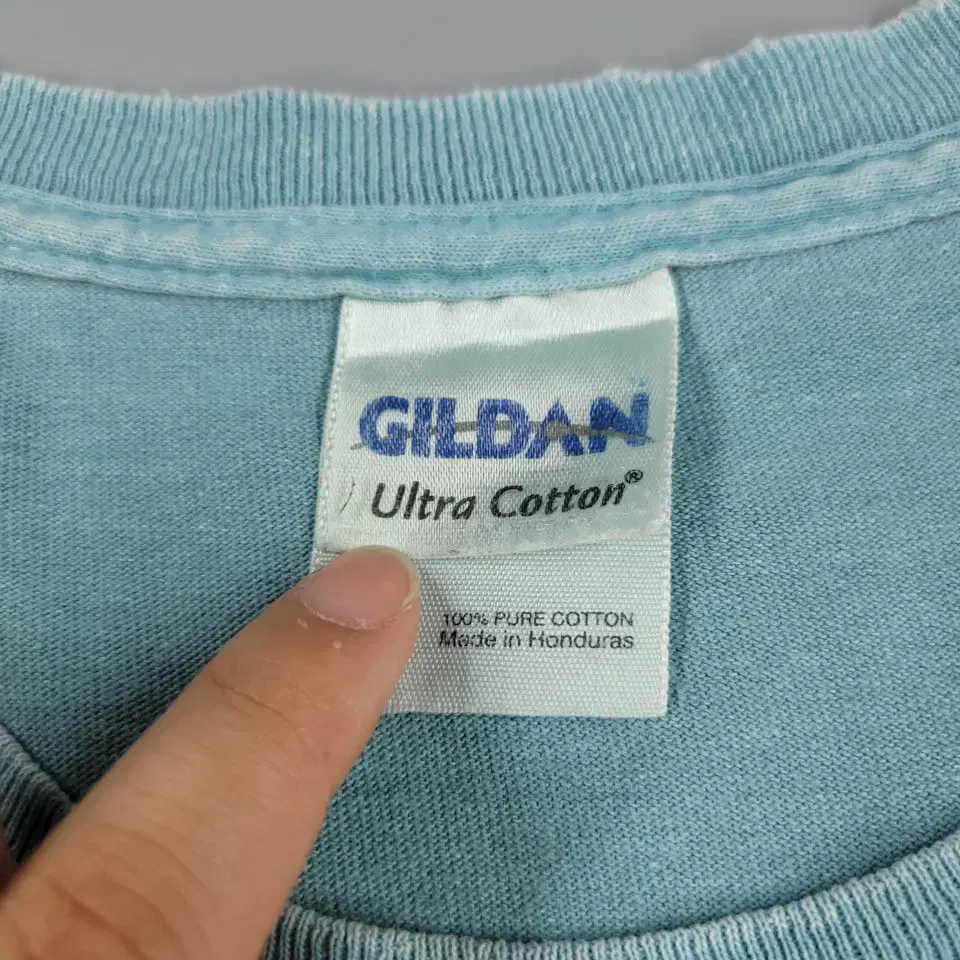 GILDAN
Ultra Cotton®
100% PURE COTTON
Made in Honduras